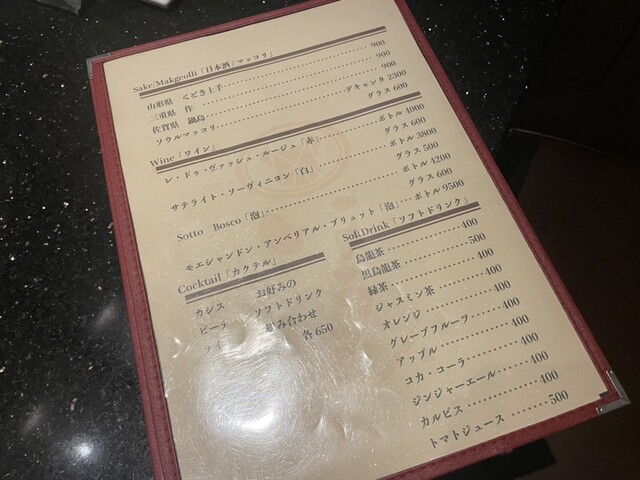 Sake/Makgeolli「日本酒／マッコリ」
山形県 くどき上手 900
三重県 作 900
佐賀県 鍋島 900
ソウルマッコリ デキャンタ 2300
グラス 600
Wine「ワイン」
レ・ドゥ・ヴァッシュ・ルージュ「赤」 ボトル 4000
グラス 600
サテライト・ソーヴィニヨン「白」 ボトル 3800
グラス 500
Sotto Bosco「泡」 ボトル 4200
グラス 600
モエシャンドン・アンペリアル・ブリュット「泡」 ボトル 9500
Cocktail「カクテル」
カシス お好みの
ピーチ ソフトドリンク
ライ 組み合わせ
各 650
SoftDrink「ソフトドリンク」
烏龍茶 400
黒烏龍茶 500
緑茶 400
ジャスミン茶 400
オレンジ 400
グレープフルーツ 400
アップル 400
コカ・コーラ 400
ジンジャーエール 400
カルピス 400
トマトジュース 500